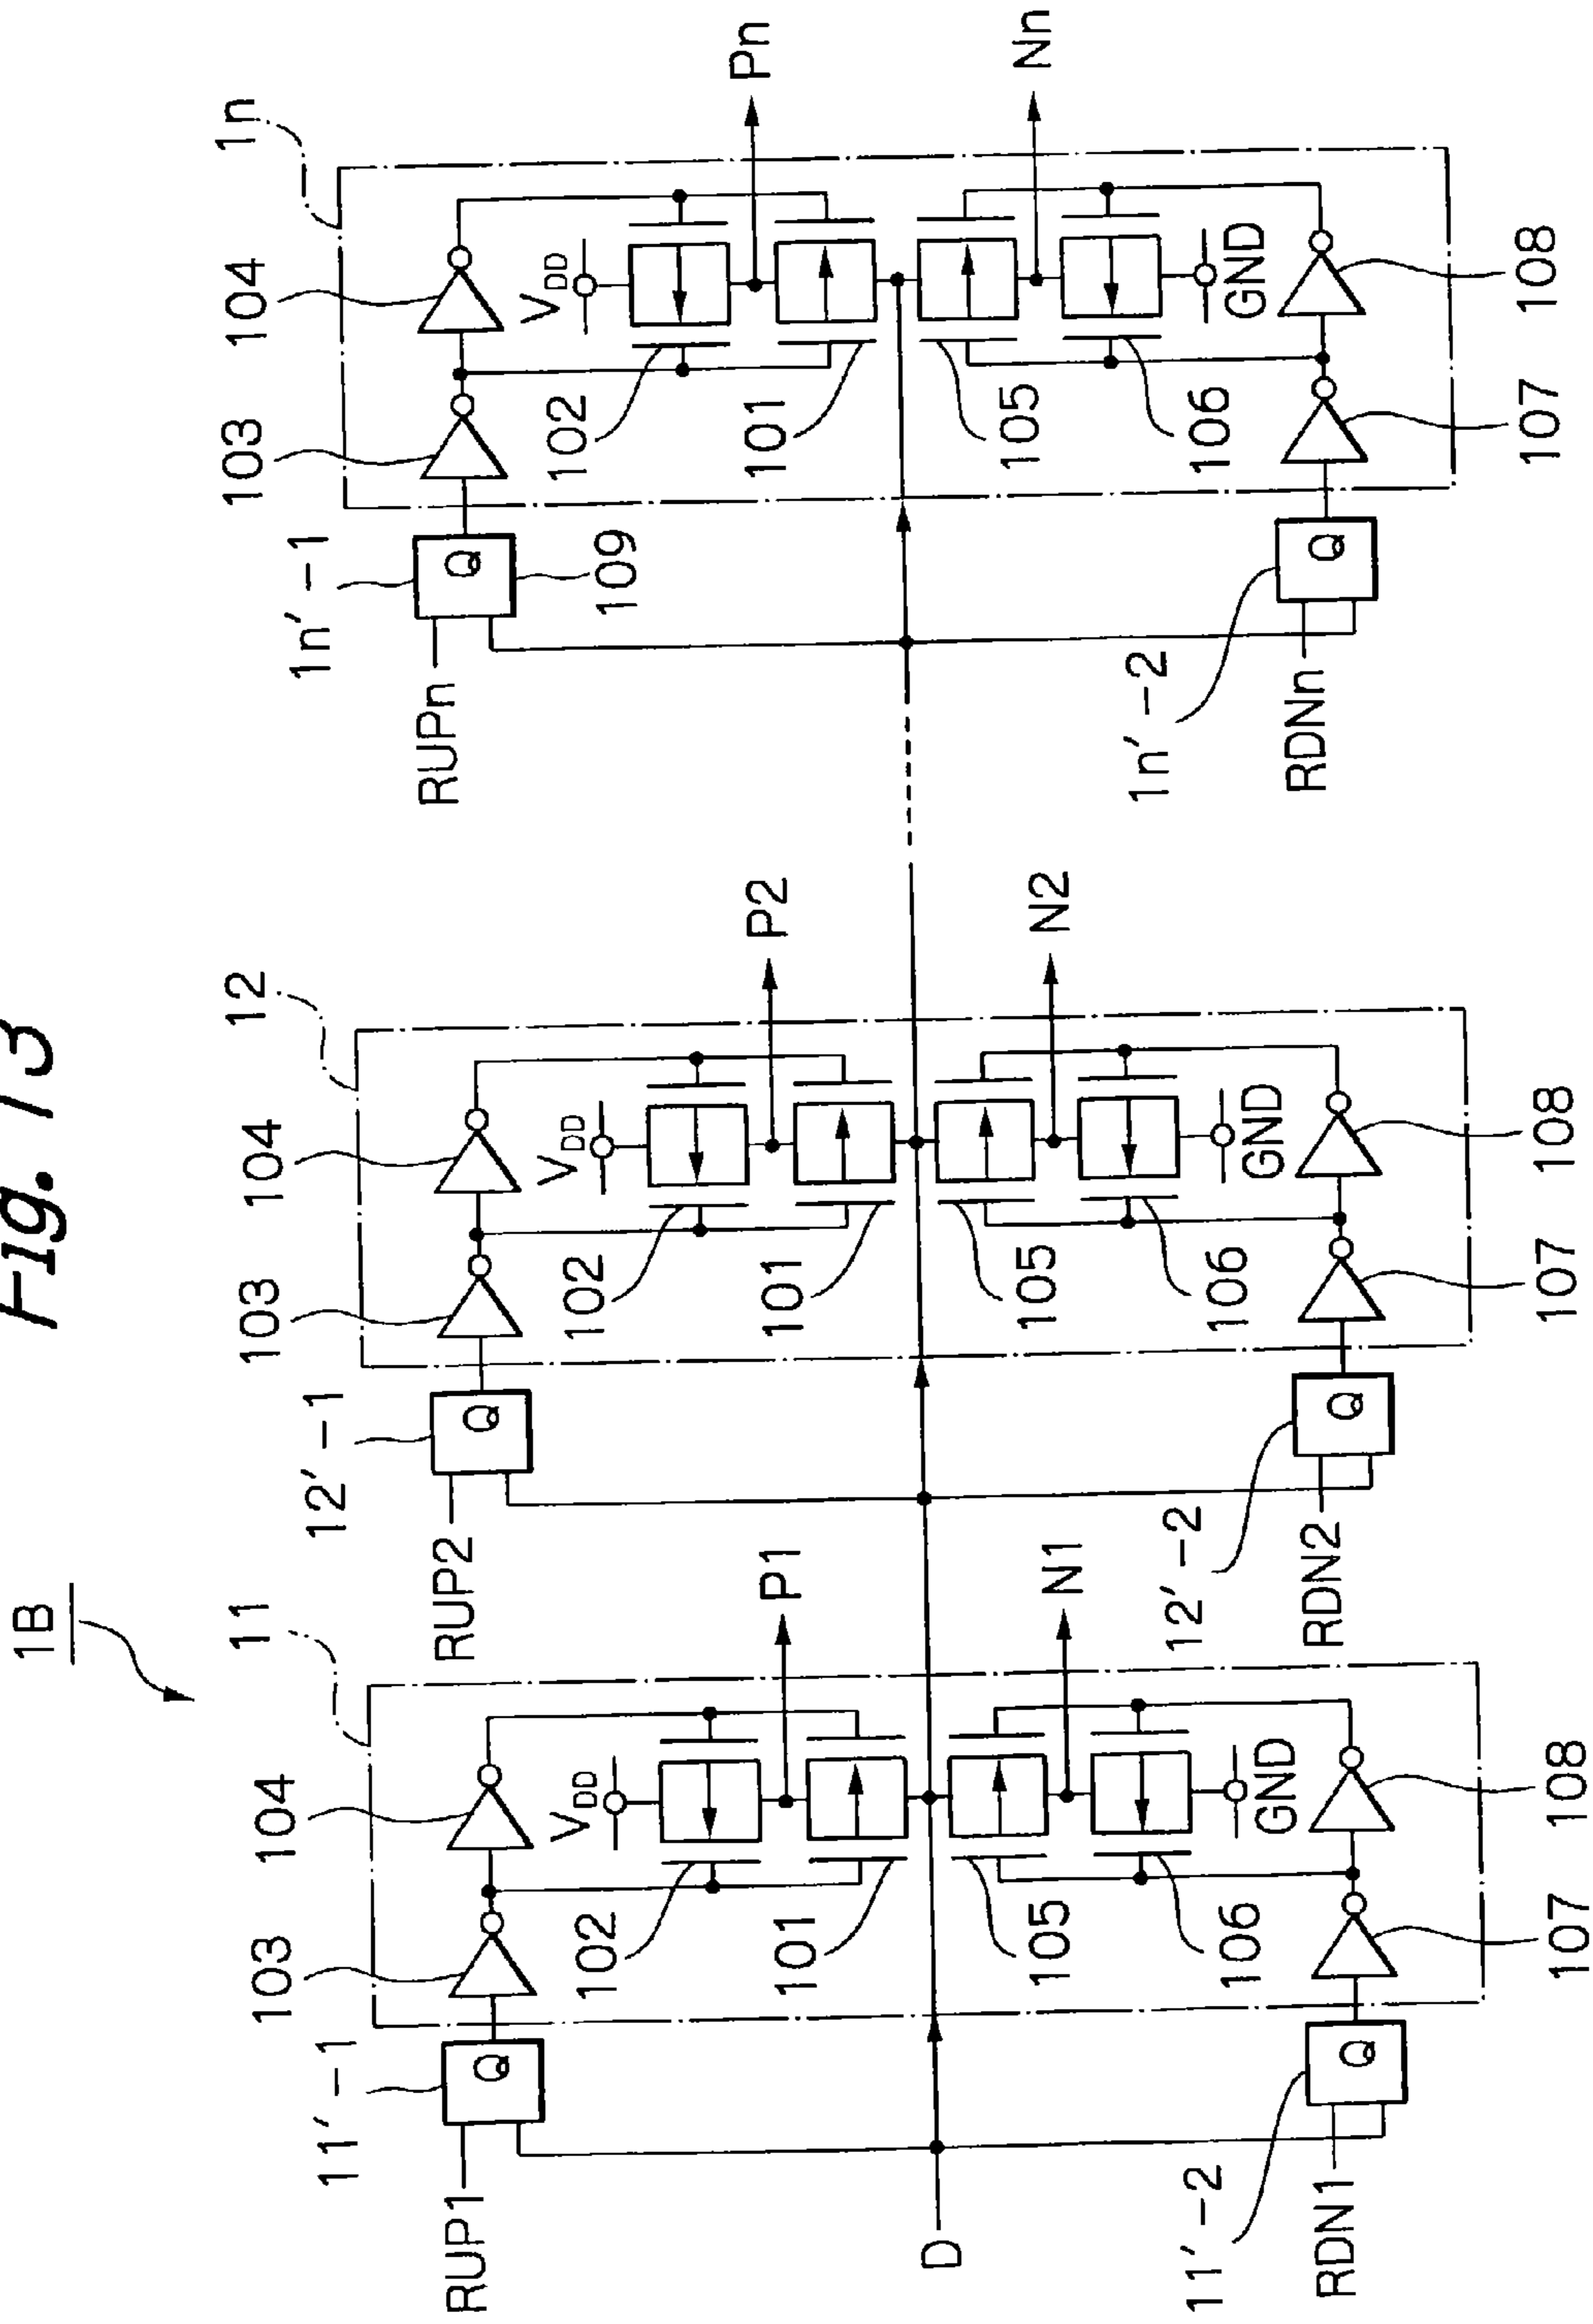 Fig. 13
1B
11
12
1n
103
104
103
104
103
104
11'-1
12'-1
1n'-1
RUP1
Q
RUP2
Q
RUPn
Q
109
VDD
VDD
VDD
102
102
102
P1
P2
Pn
101
101
101
D
105
105
105
N1
N2
Nn
106
106
106
GND
GND
GND
11'-2
12'-2
1n'-2
RDN1
Q
RDN2
Q
RDNn
Q
107
108
107
108
107
108